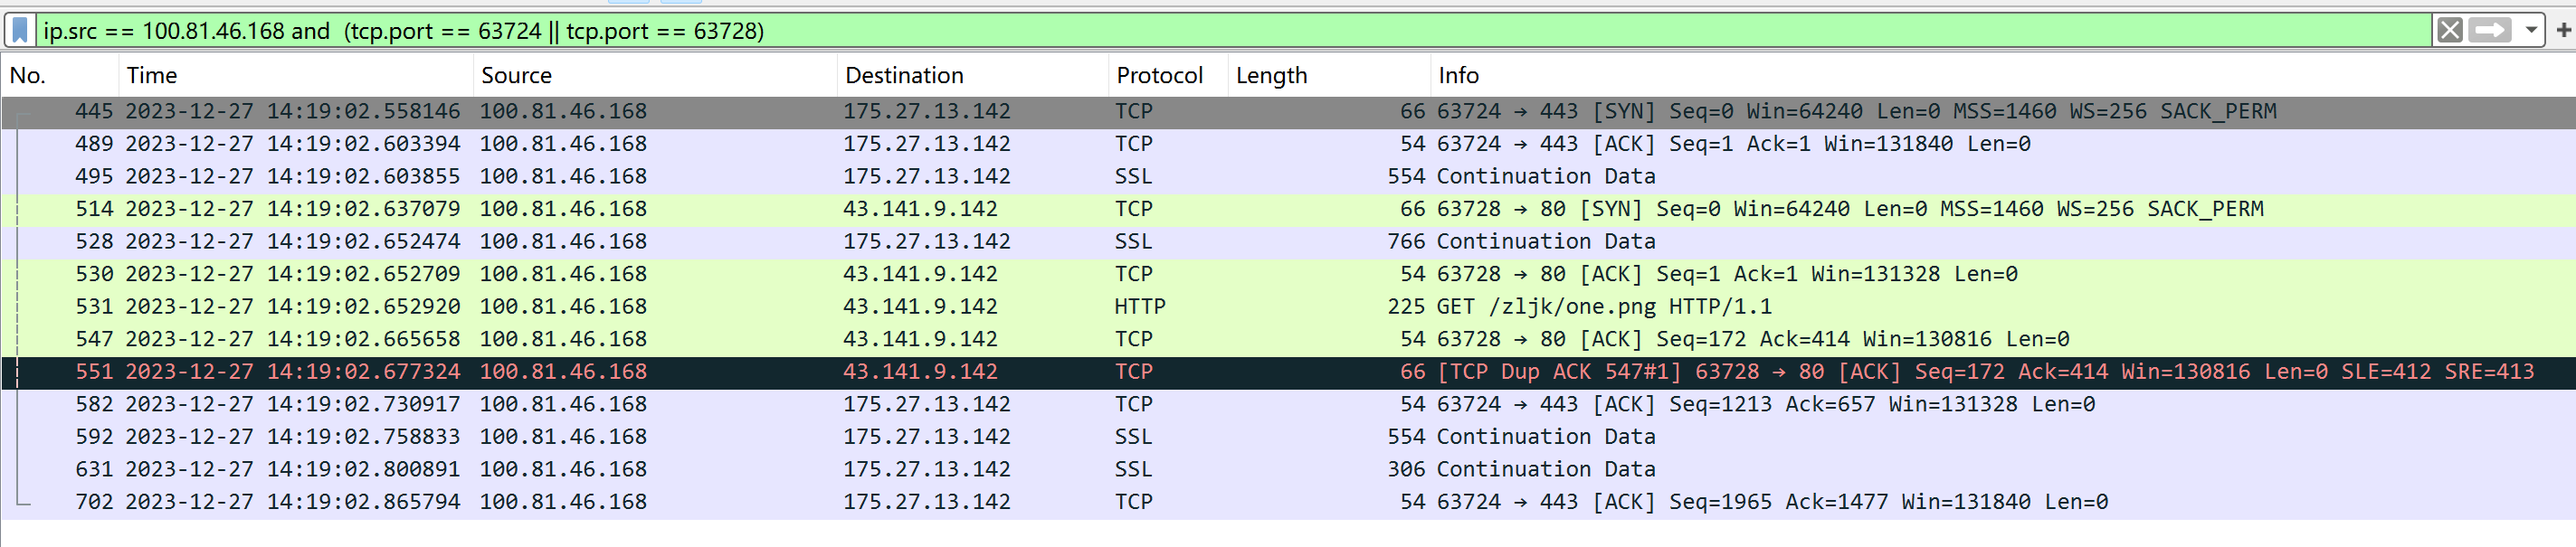 ip.src == 100.81.46.168 and (tcp.port == 63724 || tcp.port == 63728)
No. Time Source Destination Protocol Length Info
445 2023-12-27 14:19:02.558146 100.81.46.168 175.27.13.142 TCP 66 63724 → 443 [SYN] Seq=0 Win=64240 Len=0 MSS=1460 WS=256 SACK_PERM
489 2023-12-27 14:19:02.603394 100.81.46.168 175.27.13.142 TCP 54 63724 → 443 [ACK] Seq=1 Ack=1 Win=131840 Len=0
495 2023-12-27 14:19:02.603855 100.81.46.168 175.27.13.142 SSL 554 Continuation Data
514 2023-12-27 14:19:02.637079 100.81.46.168 43.141.9.142 TCP 66 63728 → 80 [SYN] Seq=0 Win=64240 Len=0 MSS=1460 WS=256 SACK_PERM
528 2023-12-27 14:19:02.652474 100.81.46.168 175.27.13.142 SSL 766 Continuation Data
530 2023-12-27 14:19:02.652709 100.81.46.168 43.141.9.142 TCP 54 63728 → 80 [ACK] Seq=1 Ack=1 Win=131328 Len=0
531 2023-12-27 14:19:02.652920 100.81.46.168 43.141.9.142 HTTP 225 GET /zljk/one.png HTTP/1.1
547 2023-12-27 14:19:02.665658 100.81.46.168 43.141.9.142 TCP 54 63728 → 80 [ACK] Seq=172 Ack=414 Win=130816 Len=0
551 2023-12-27 14:19:02.677324 100.81.46.168 43.141.9.142 TCP 66 [TCP Dup ACK 547#1] 63728 → 80 [ACK] Seq=172 Ack=414 Win=130816 Len=0 SLE=412 SRE=413
582 2023-12-27 14:19:02.730917 100.81.46.168 175.27.13.142 TCP 54 63724 → 443 [ACK] Seq=1213 Ack=657 Win=131328 Len=0
592 2023-12-27 14:19:02.758833 100.81.46.168 175.27.13.142 SSL 554 Continuation Data
631 2023-12-27 14:19:02.800891 100.81.46.168 175.27.13.142 SSL 306 Continuation Data
702 2023-12-27 14:19:02.865794 100.81.46.168 175.27.13.142 TCP 54 63724 → 443 [ACK] Seq=1965 Ack=1477 Win=131840 Len=0